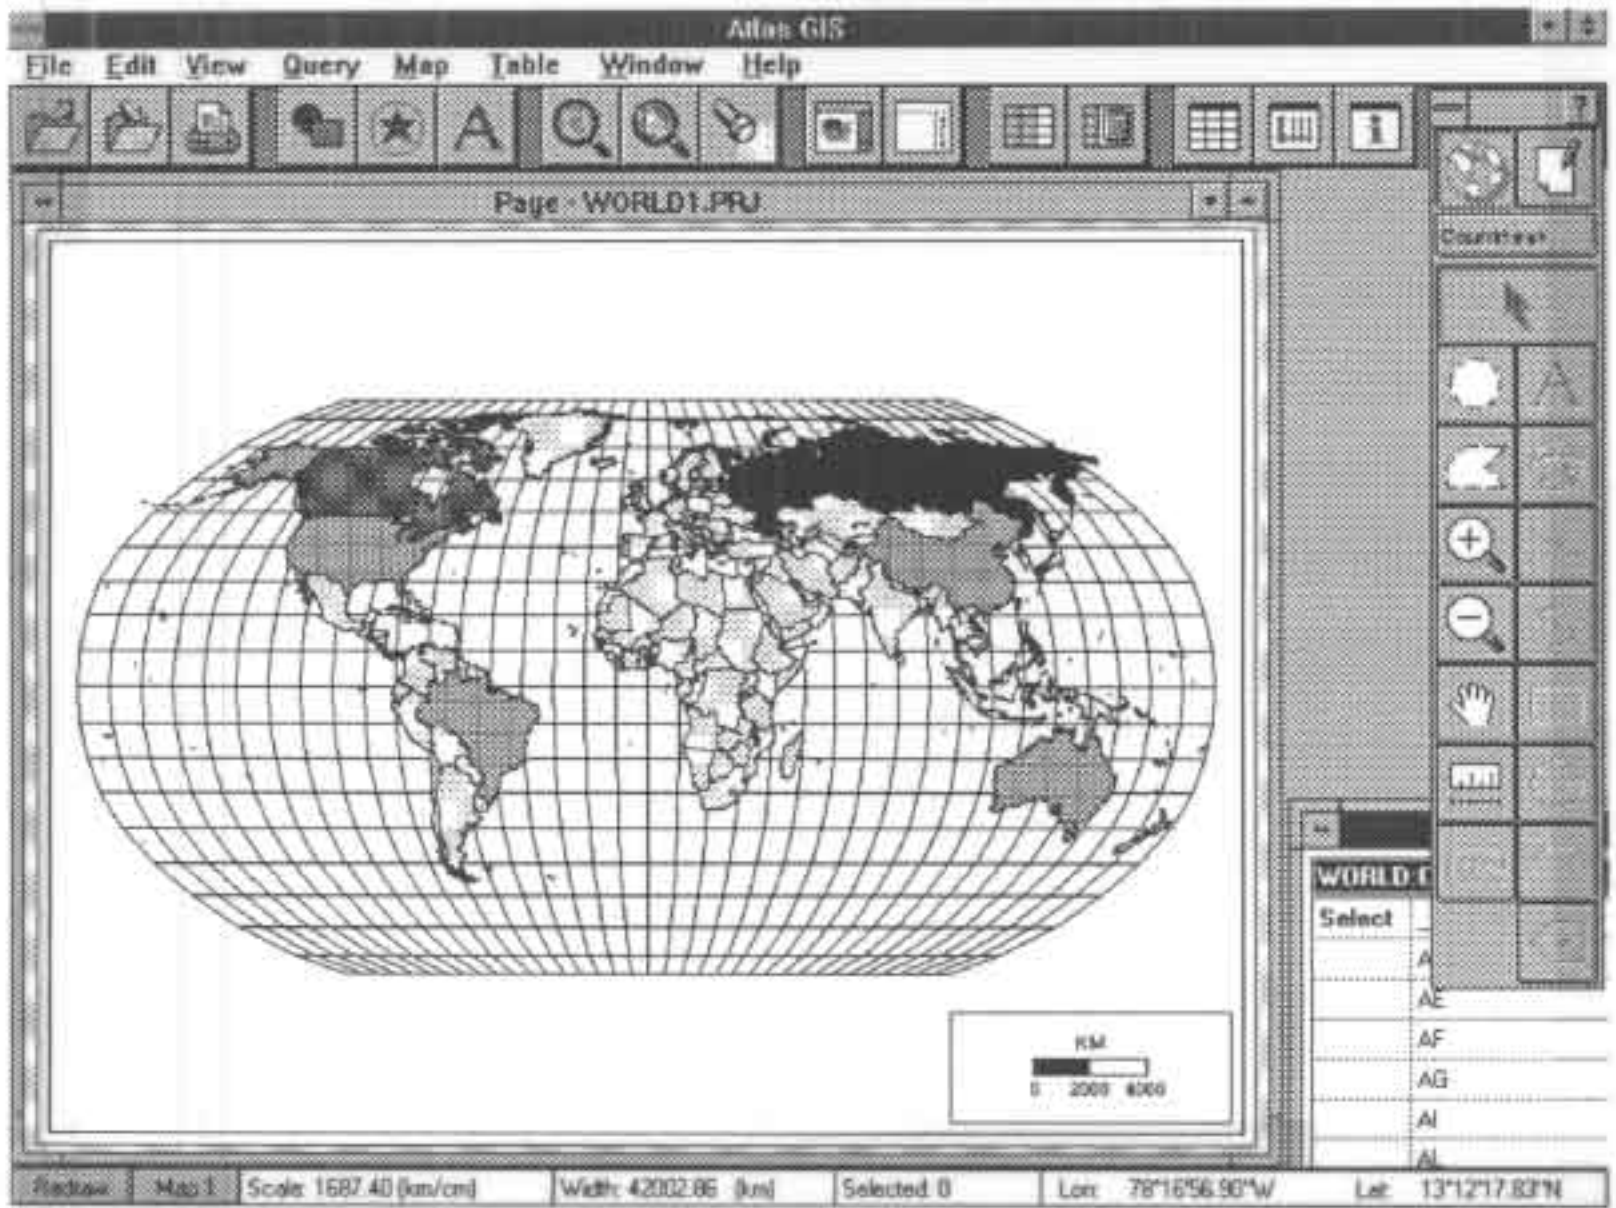 Atlas GIS
File Edit View Query Map Table Window Help
?
Page - WORLD1.PRJ
Countries
WORLD
Select
A
AE
AF
AG
AI
AL
KM
0 2000 4000
Redraw Map 1 Scale: 1687.40 (km/cm) Width: 42002.86 (km) Selected: 0 Lon: 78°16'56.90"W Lat: 13°12'17.83"N